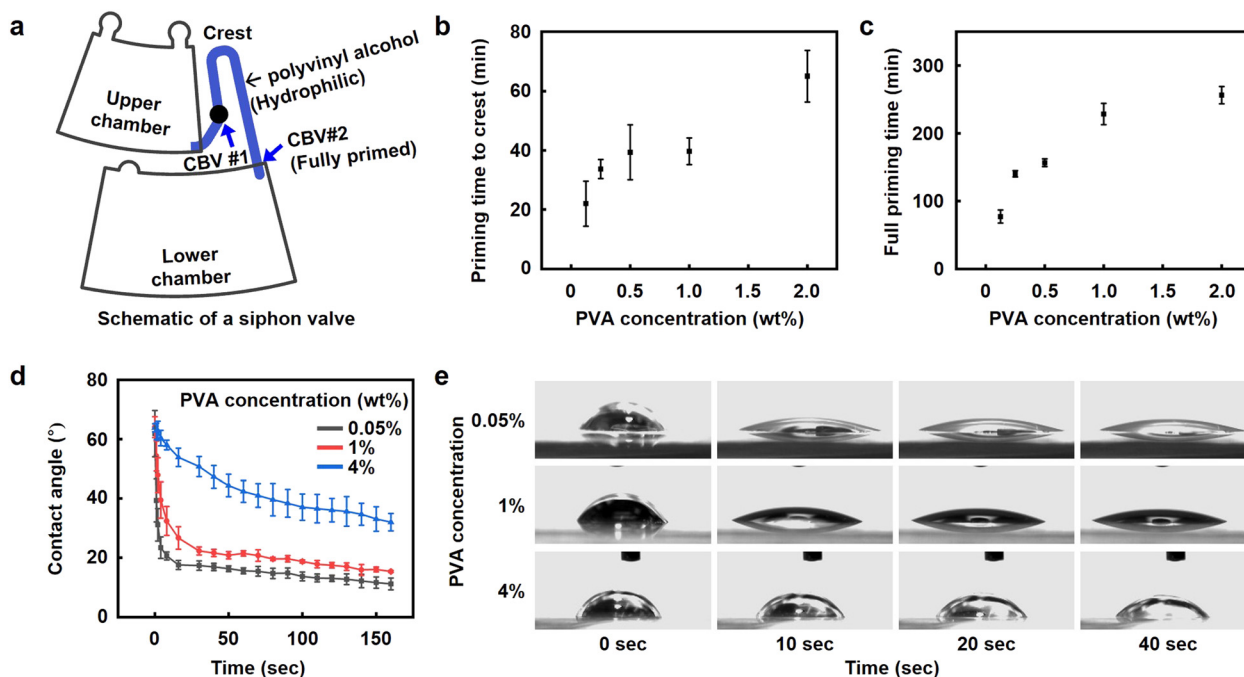 a
Crest
← polyvinyl alcohol
(Hydrophilic)
Upper
chamber
CBV #1
CBV#2
(Fully primed)
Lower
chamber
Schematic of a siphon valve
b
Priming time to crest (min)
80
60
40
20
0
0 0.5 1.0 1.5 2.0
PVA concentration (wt%)
c
Full priming time (min)
300
200
100
0
0 0.5 1.0 1.5 2.0
PVA concentration (wt%)
d
Contact angle (°)
80
60
40
20
0
PVA concentration (wt%)
0.05%
1%
4%
0 50 100 150
Time (sec)
e
PVA concentration
0.05%
1%
4%
0 sec 10 sec 20 sec 40 sec
Time (sec)